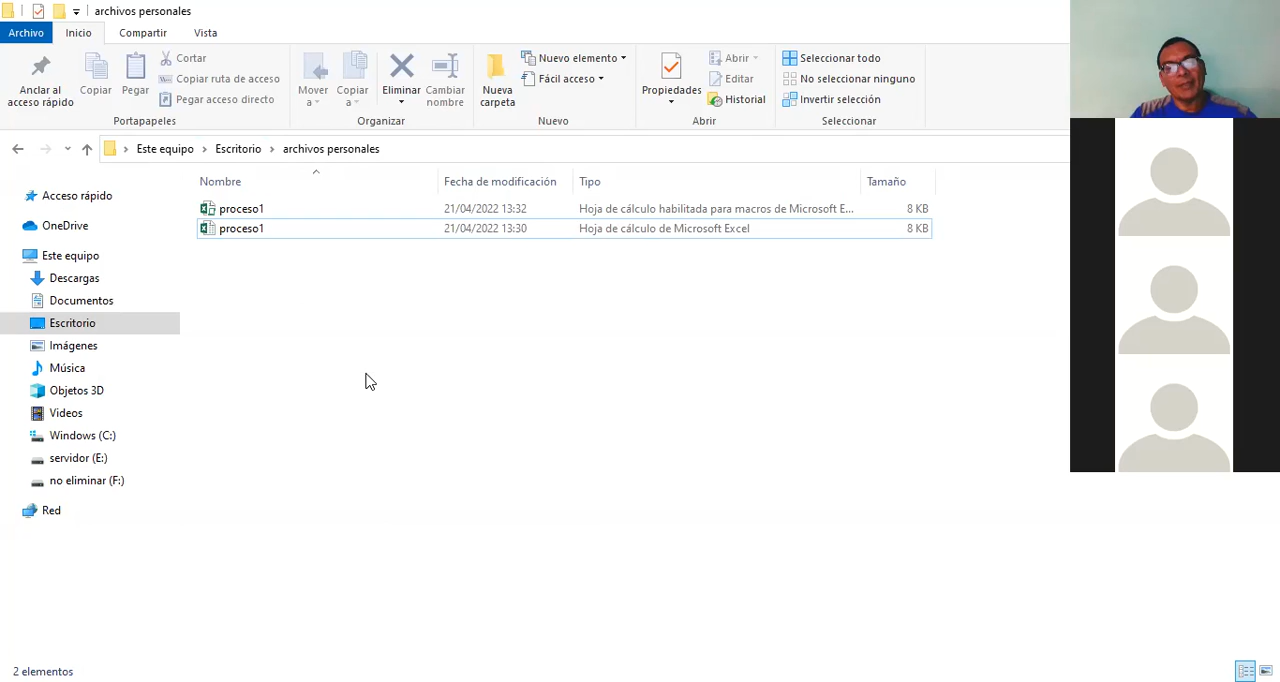 archivos personales
Archivo Inicio Compartir Vista
Anclar al acceso rápido
Copiar
Pegar
Cortar
Copiar ruta de acceso
Pegar acceso directo
Portapapeles
Mover a
Copiar a
Eliminar
Cambiar nombre
Organizar
Nueva carpeta
Nuevo elemento
Fácil acceso
Nuevo
Propiedades
Abrir
Editar
Historial
Abrir
Seleccionar todo
No seleccionar ninguno
Invertir selección
Seleccionar
Este equipo > Escritorio > archivos personales
Nombre Fecha de modificación Tipo Tamaño
proceso1 21/04/2022 13:32 Hoja de cálculo habilitada para macros de Microsoft E... 8 KB
proceso1 21/04/2022 13:30 Hoja de cálculo de Microsoft Excel 8 KB
Acceso rápido
OneDrive
Este equipo
Descargas
Documentos
Escritorio
Imágenes
Música
Objetos 3D
Videos
Windows (C:)
servidor (E:)
no eliminar (F:)
Red
2 elementos